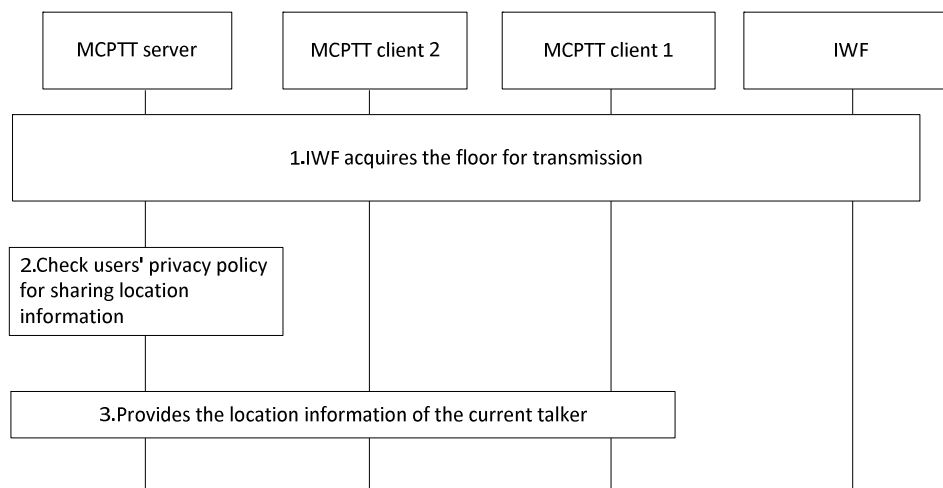 MCPTT server
MCPTT client 2
MCPTT client 1
IWF
1.IWF acquires the floor for transmission
2.Check users' privacy policy
for sharing location
information
3.Provides the location information of the current talker